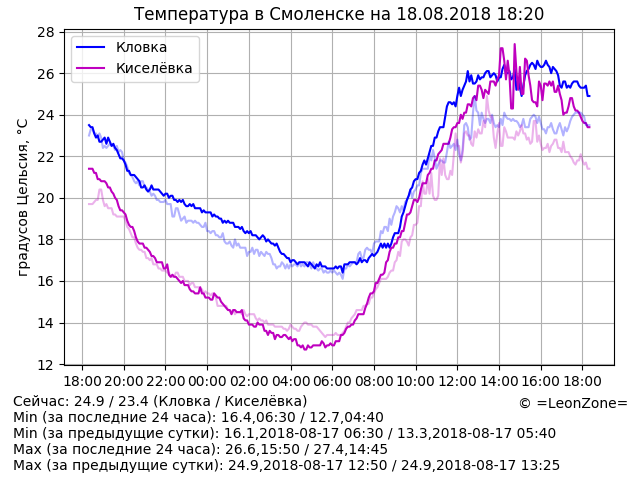 Температура в Смоленске на 18.08.2018 18:20
Кловка
Киселёвка
градусов Цельсия, °C
28
26
24
22
20
18
16
14
12
18:00 20:00 22:00 00:00 02:00 04:00 06:00 08:00 10:00 12:00 14:00 16:00 18:00
Сейчас: 24.9 / 23.4 (Кловка / Киселёвка)
© =LeonZone=
Min (за последние 24 часа): 16.4,06:30 / 12.7,04:40
Min (за предыдущие сутки): 16.1,2018-08-17 06:30 / 13.3,2018-08-17 05:40
Max (за последние 24 часа): 26.6,15:50 / 27.4,14:45
Max (за предыдущие сутки): 24.9,2018-08-17 12:50 / 24.9,2018-08-17 13:25